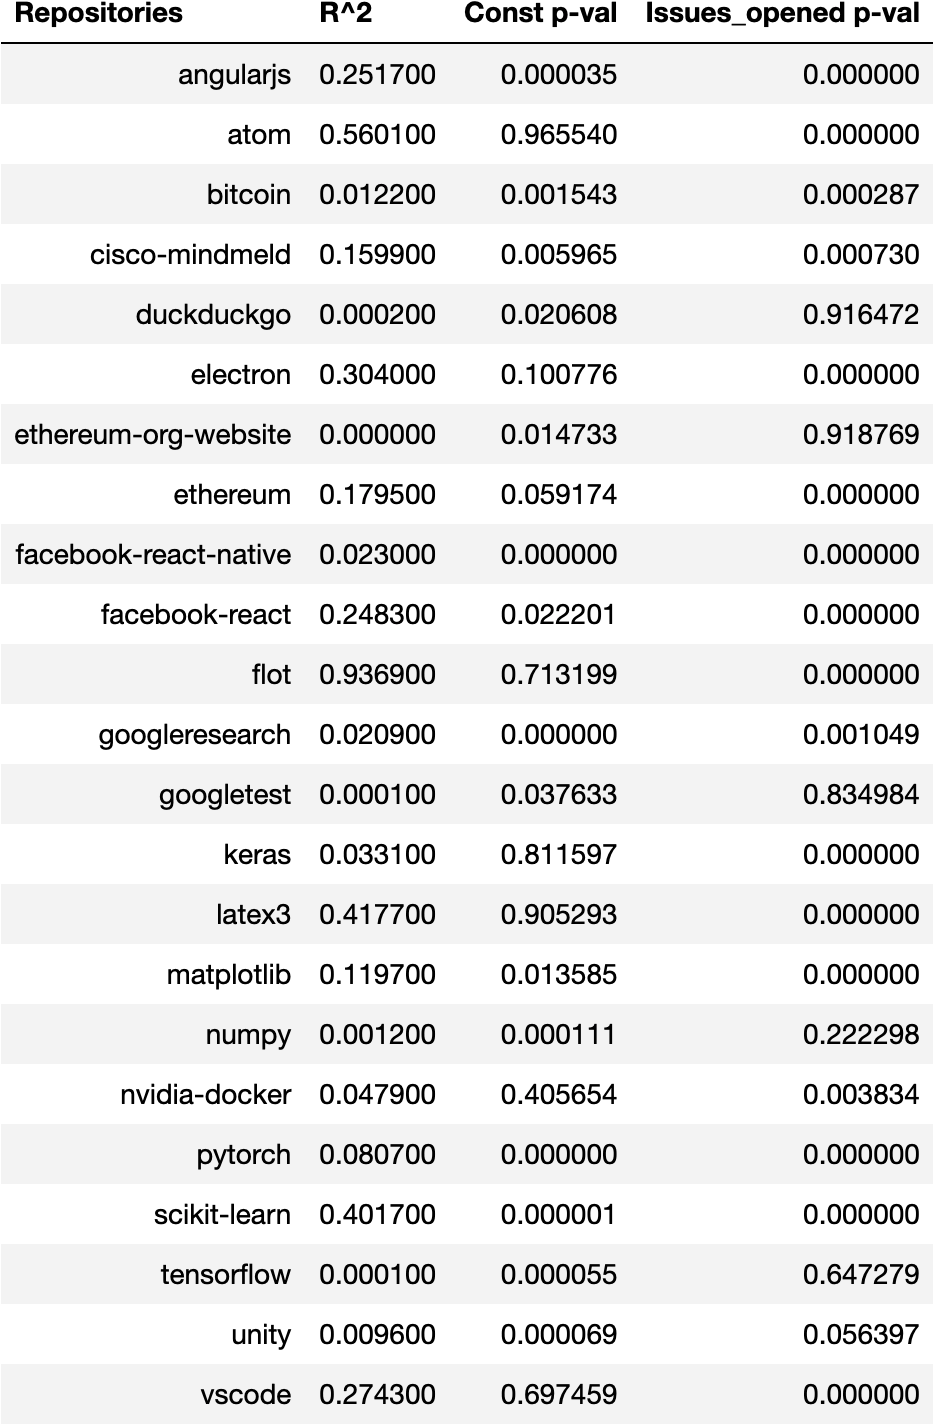 Repositories R^2 Const p-val Issues_opened p-val
angularjs 0.251700 0.000035 0.000000
atom 0.560100 0.965540 0.000000
bitcoin 0.012200 0.001543 0.000287
cisco-mindmeld 0.159900 0.005965 0.000730
duckduckgo 0.000200 0.020608 0.916472
electron 0.304000 0.100776 0.000000
ethereum-org-website 0.000000 0.014733 0.918769
ethereum 0.179500 0.059174 0.000000
facebook-react-native 0.023000 0.000000 0.000000
facebook-react 0.248300 0.022201 0.000000
flot 0.936900 0.713199 0.000000
googleresearch 0.020900 0.000000 0.001049
googletest 0.000100 0.037633 0.834984
keras 0.033100 0.811597 0.000000
latex3 0.417700 0.905293 0.000000
matplotlib 0.119700 0.013585 0.000000
numpy 0.001200 0.000111 0.222298
nvidia-docker 0.047900 0.405654 0.003834
pytorch 0.080700 0.000000 0.000000
scikit-learn 0.401700 0.000001 0.000000
tensorflow 0.000100 0.000055 0.647279
unity 0.009600 0.000069 0.056397
vscode 0.274300 0.697459 0.000000